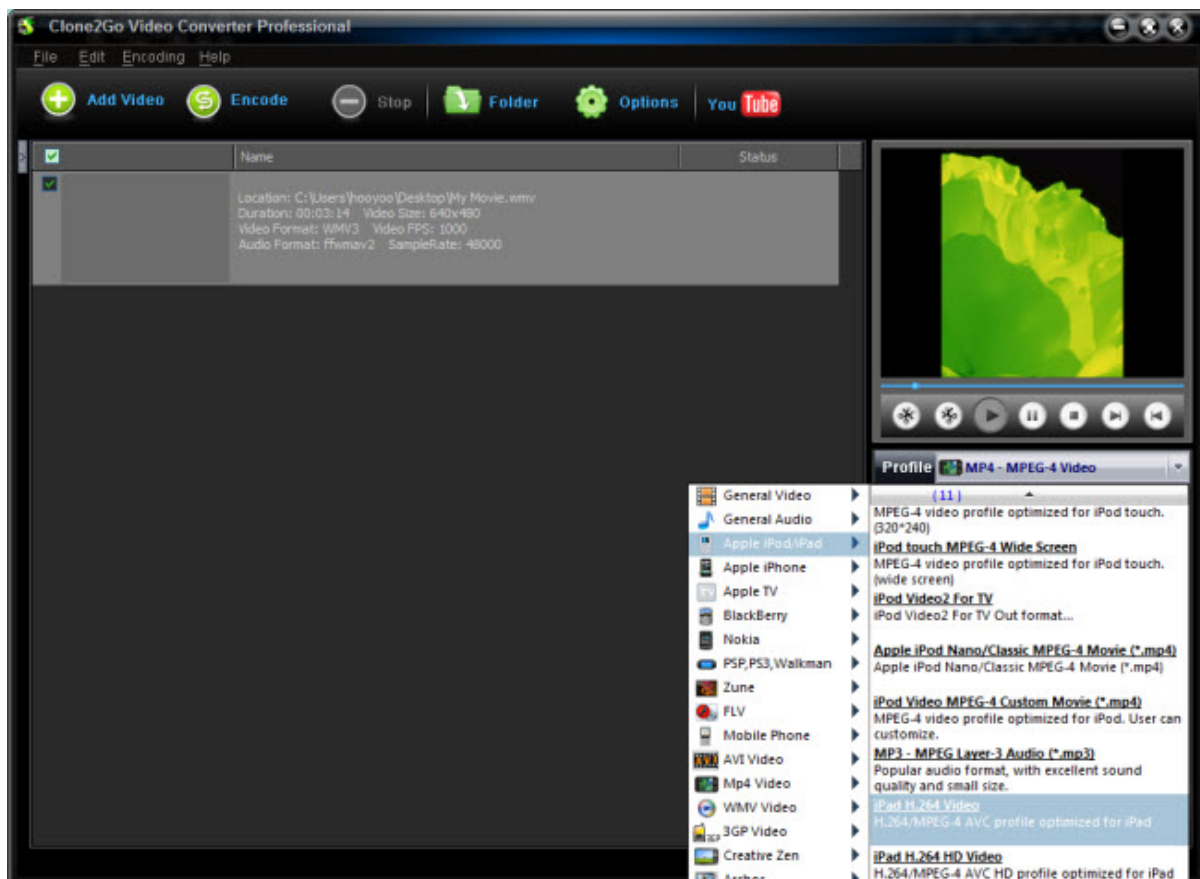 Clone2Go Video Converter Professional
File Edit Encoding Help
Add Video Encode Stop Folder Options You Tube
Name Status
Location: C:\Users\hooyoo\Desktop\My Movie.wmv
Duration: 00:03:14 Video Size: 640x480
Video Format: WMV3 Video FPS: 1000
Audio Format: ffwmav2 SampleRate: 48000
Profile MP4 - MPEG-4 Video
General Video
General Audio
Apple iPod/iPad
Apple iPhone
Apple TV
BlackBerry
Nokia
PSP,PS3,Walkman
Zune
FLV
Mobile Phone
AVI Video
Mp4 Video
WMV Video
3GP Video
Creative Zen
Archos
(11)
MPEG-4 video profile optimized for iPod touch.
(320*240)
iPod touch MPEG-4 Wide Screen
MPEG-4 video profile optimized for iPod touch.
(wide screen)
iPod Video2 For TV
iPod Video2 For TV Out format...
Apple iPod Nano/Classic MPEG-4 Movie (*.mp4)
Apple iPod Nano/Classic MPEG-4 Movie (*.mp4)
iPod Video MPEG-4 Custom Movie (*.mp4)
MPEG-4 video profile optimized for iPod. User can
customize.
MP3 - MPEG Layer-3 Audio (*.mp3)
Popular audio format, with excellent sound
quality and small size.
iPad H.264 Video
H.264/MPEG-4 AVC profile optimized for iPad
iPad H.264 HD Video
H.264/MPEG-4 AVC HD profile optimized for iPad